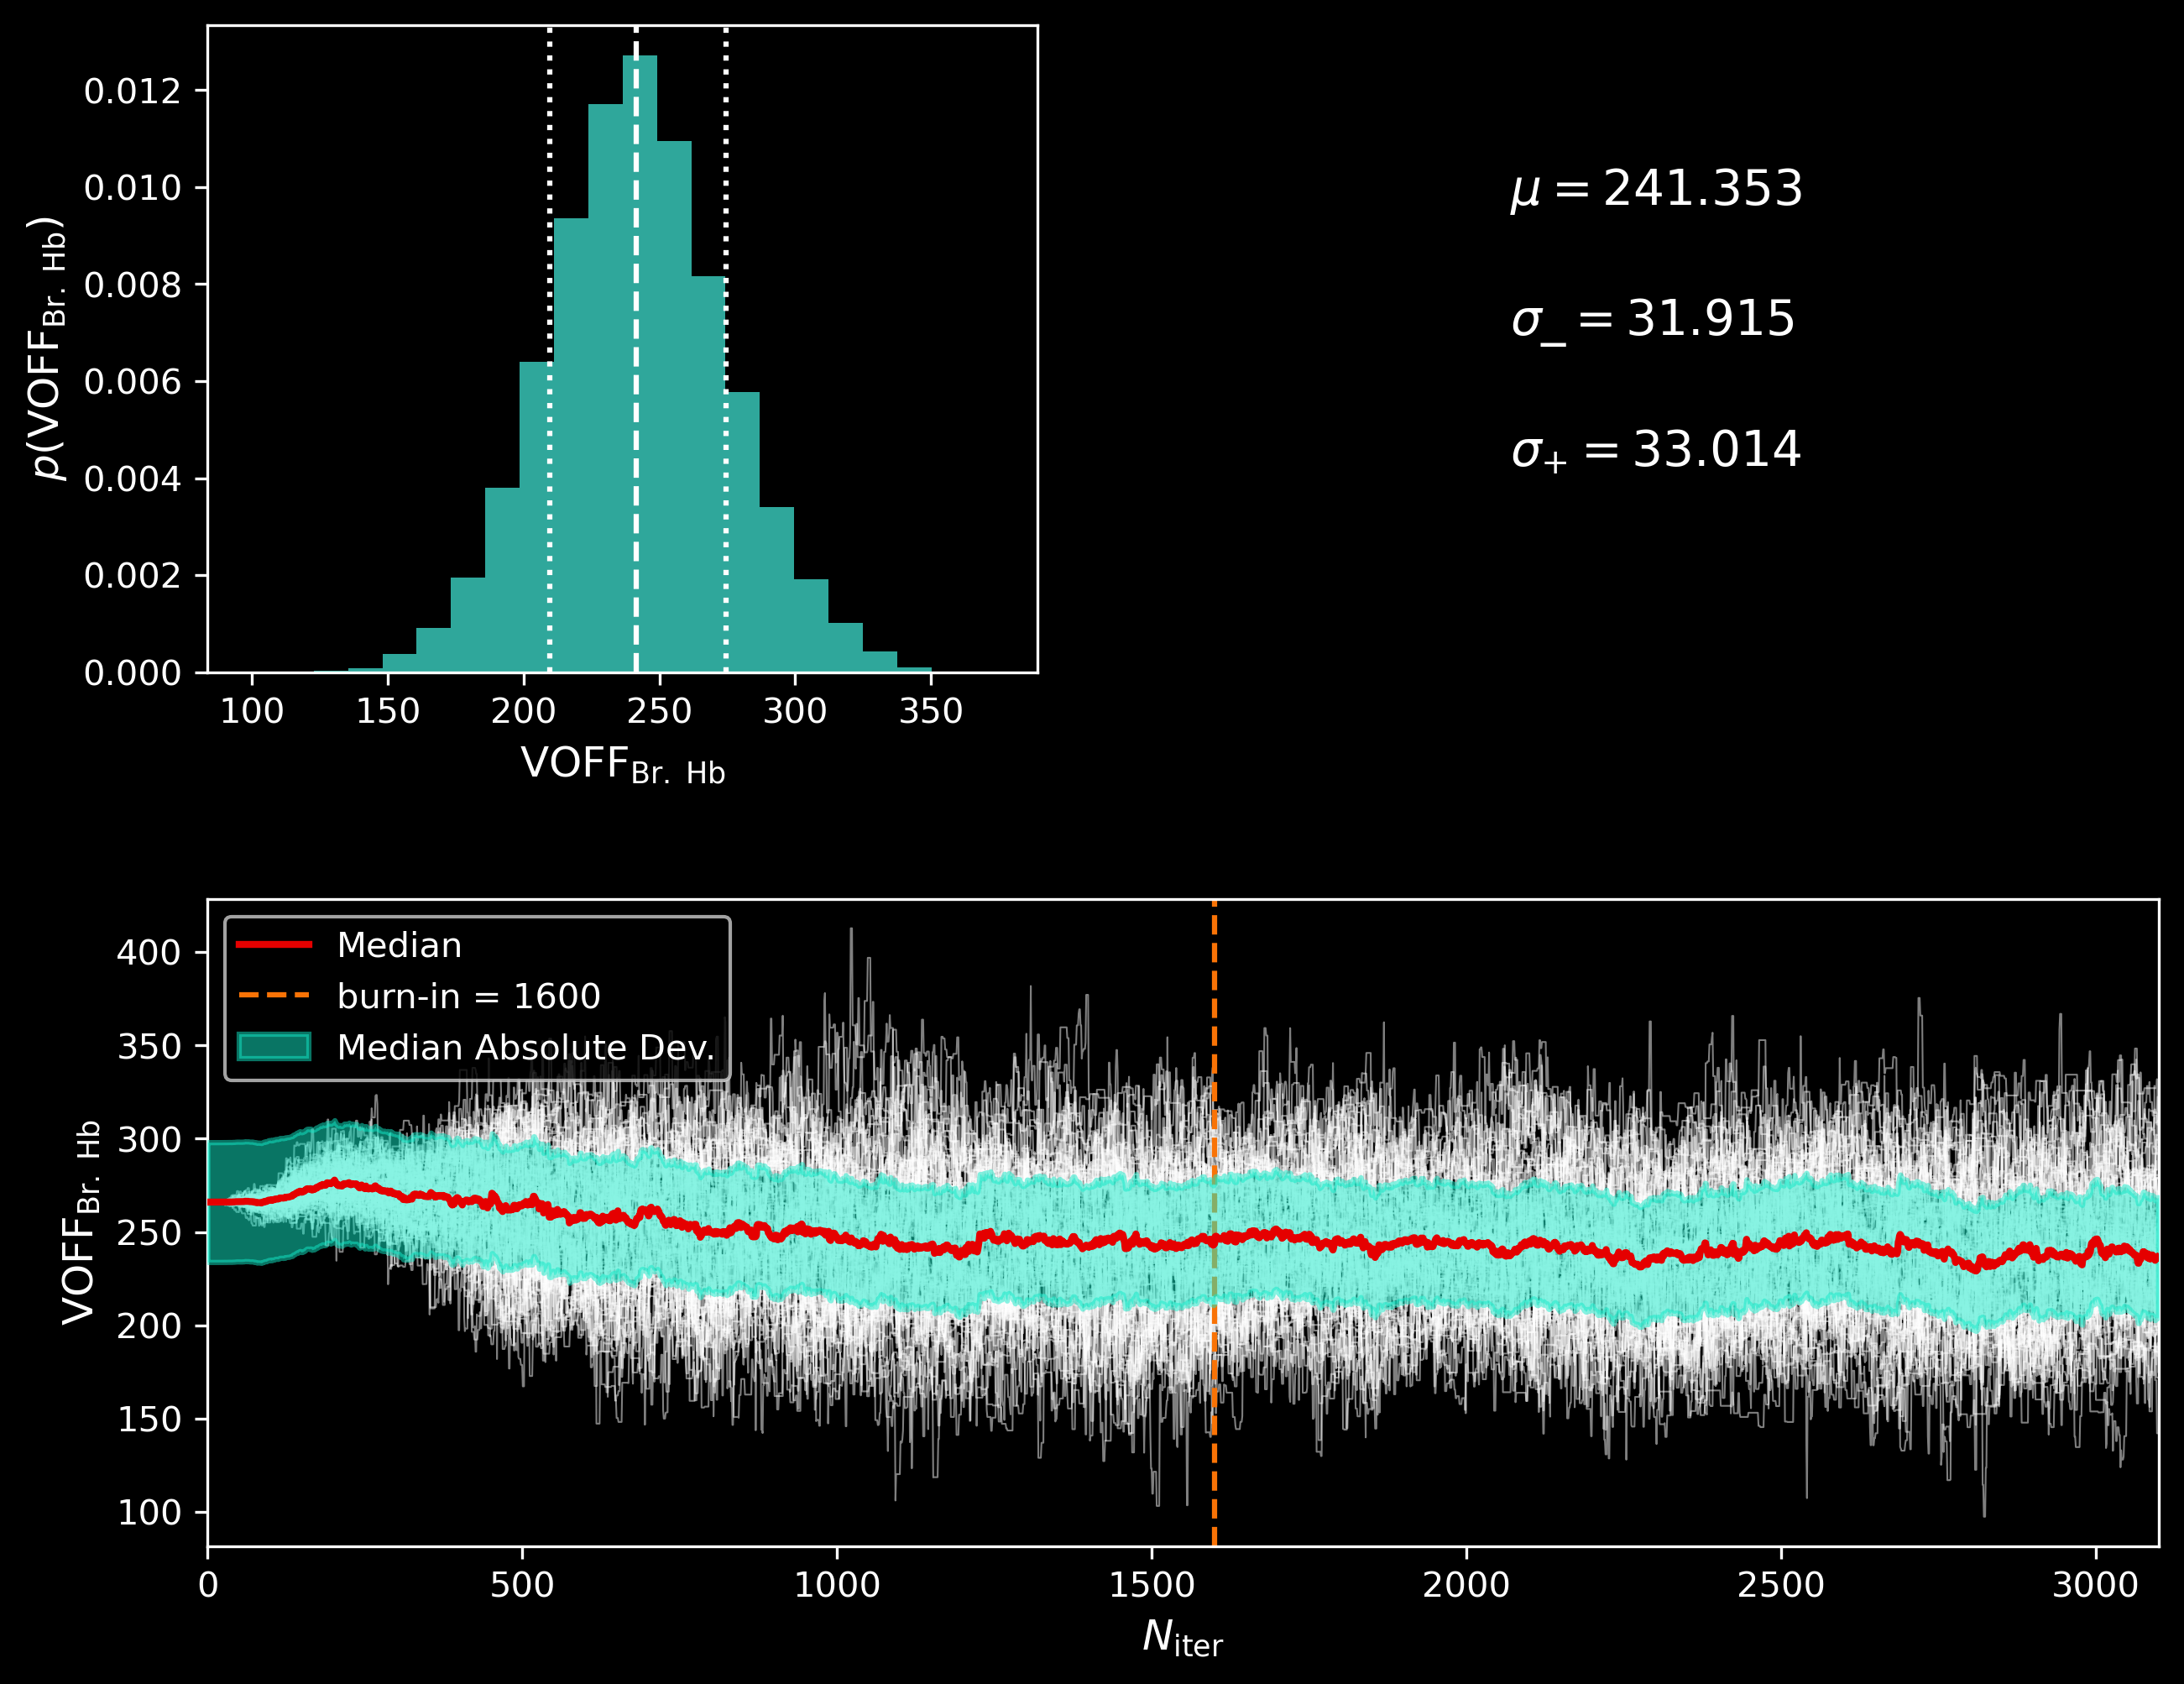 0.012
0.010
0.008
0.006
0.004
0.002
0.000
p(VOFF_Br. Hb)
100 150 200 250 300 350
VOFF_Br. Hb
μ = 241.353
σ_− = 31.915
σ_+ = 33.014
Median
burn-in = 1600
Median Absolute Dev.
400
350
300
250
200
150
100
VOFF_Br. Hb
0 500 1000 1500 2000 2500 3000
N_iter